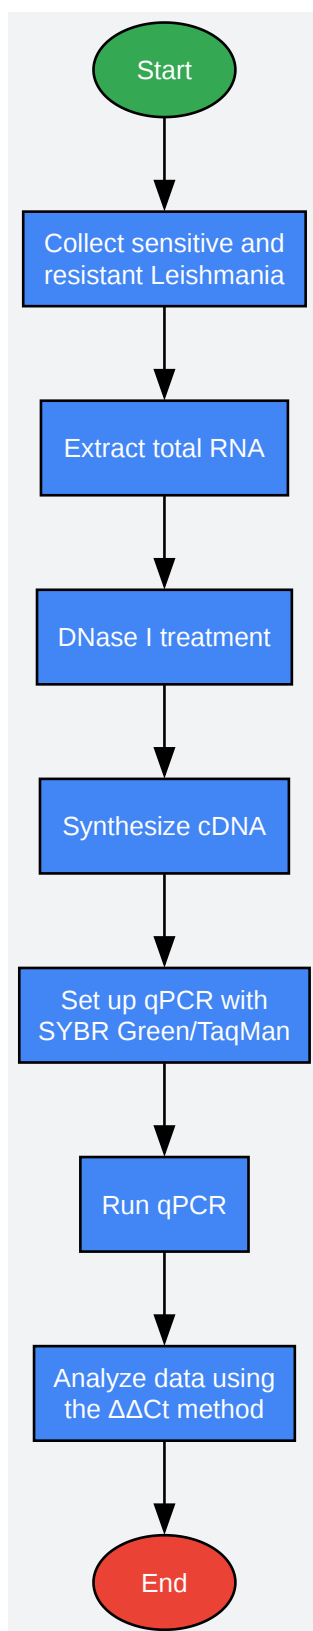 Start
Collect sensitive and
resistant Leishmania
Extract total RNA
DNase I treatment
Synthesize cDNA
Set up qPCR with
SYBR Green/TaqMan
Run qPCR
Analyze data using
the ΔΔCt method
End